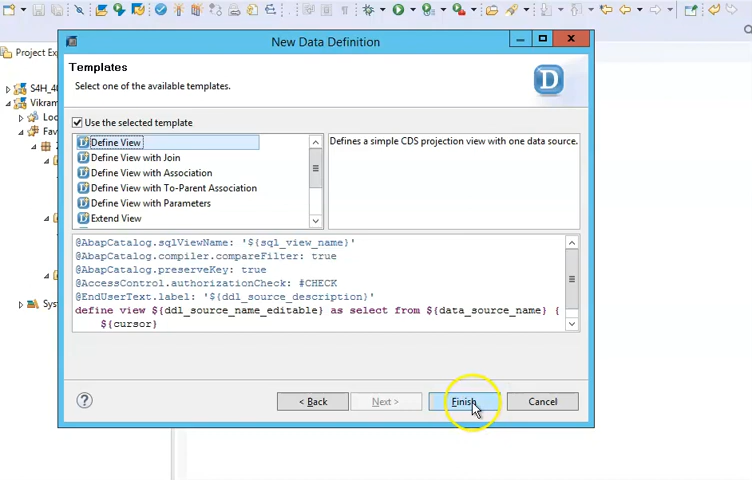 New Data Definition
Project Exp
Templates
Select one of the available templates.
D
S4H_4
Vikram
Loc
Fav
Z
Syst
Use the selected template
Define View
Define View with Join
Define View with Association
Define View with To-Parent Association
Define View with Parameters
Extend View
Defines a simple CDS projection view with one data source.
@AbapCatalog.sqlViewName: '${sql_view_name}'
@AbapCatalog.compiler.compareFilter: true
@AbapCatalog.preserveKey: true
@AccessControl.authorizationCheck: #CHECK
@EndUserText.label: '${ddl_source_description}'
define view ${ddl_source_name_editable} as select from ${data_source_name} {
${cursor}
?
< Back
Next >
Finish
Cancel